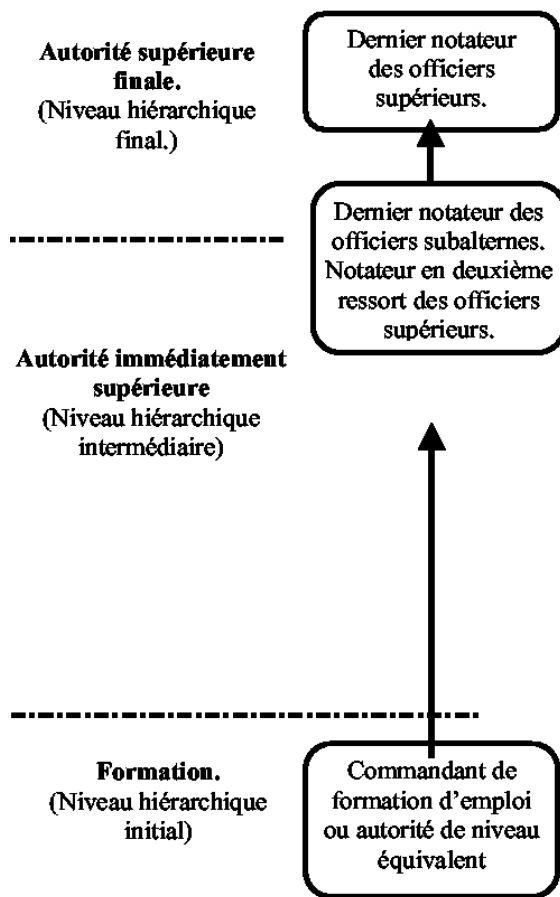 Autorité supérieure
finale.
(Niveau hiérarchique
final.)
Dernier notateur
des officiers
supérieurs.
Dernier notateur des
officiers subalternes.
Notateur en deuxième
ressort des officiers
supérieurs.
Autorité immédiatement
supérieure
(Niveau hiérarchique
intermédiaire)
Formation.
(Niveau hiérarchique
initial)
Commandant de
formation d'emploi
ou autorité de niveau
équivalent